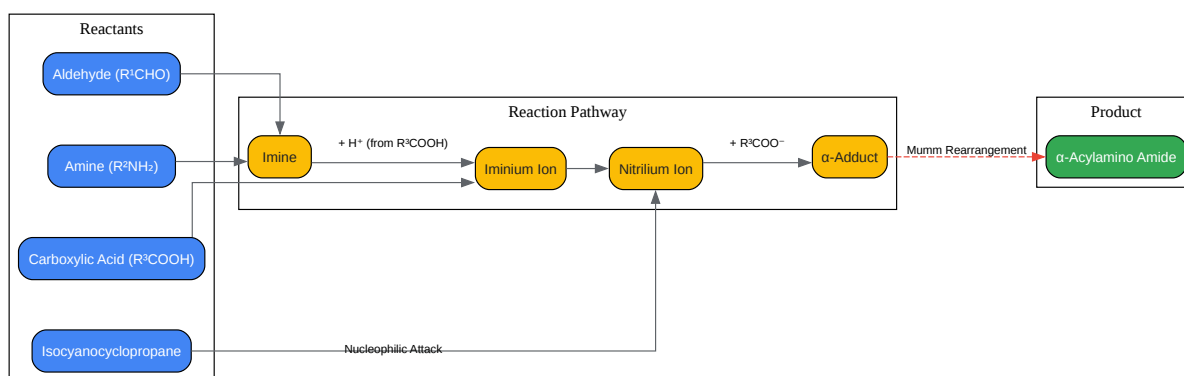 Reactants
Aldehyde (R¹CHO)
Amine (R²NH₂)
Carboxylic Acid (R³COOH)
Isocyanocyclopropane
Nucleophilic Attack
Reaction Pathway
Imine
+ H⁺ (from R³COOH)
Iminium Ion
Nitrilium Ion
+ R³COO⁻
α-Adduct
Mumm Rearrangement
Product
α-Acylamino Amide